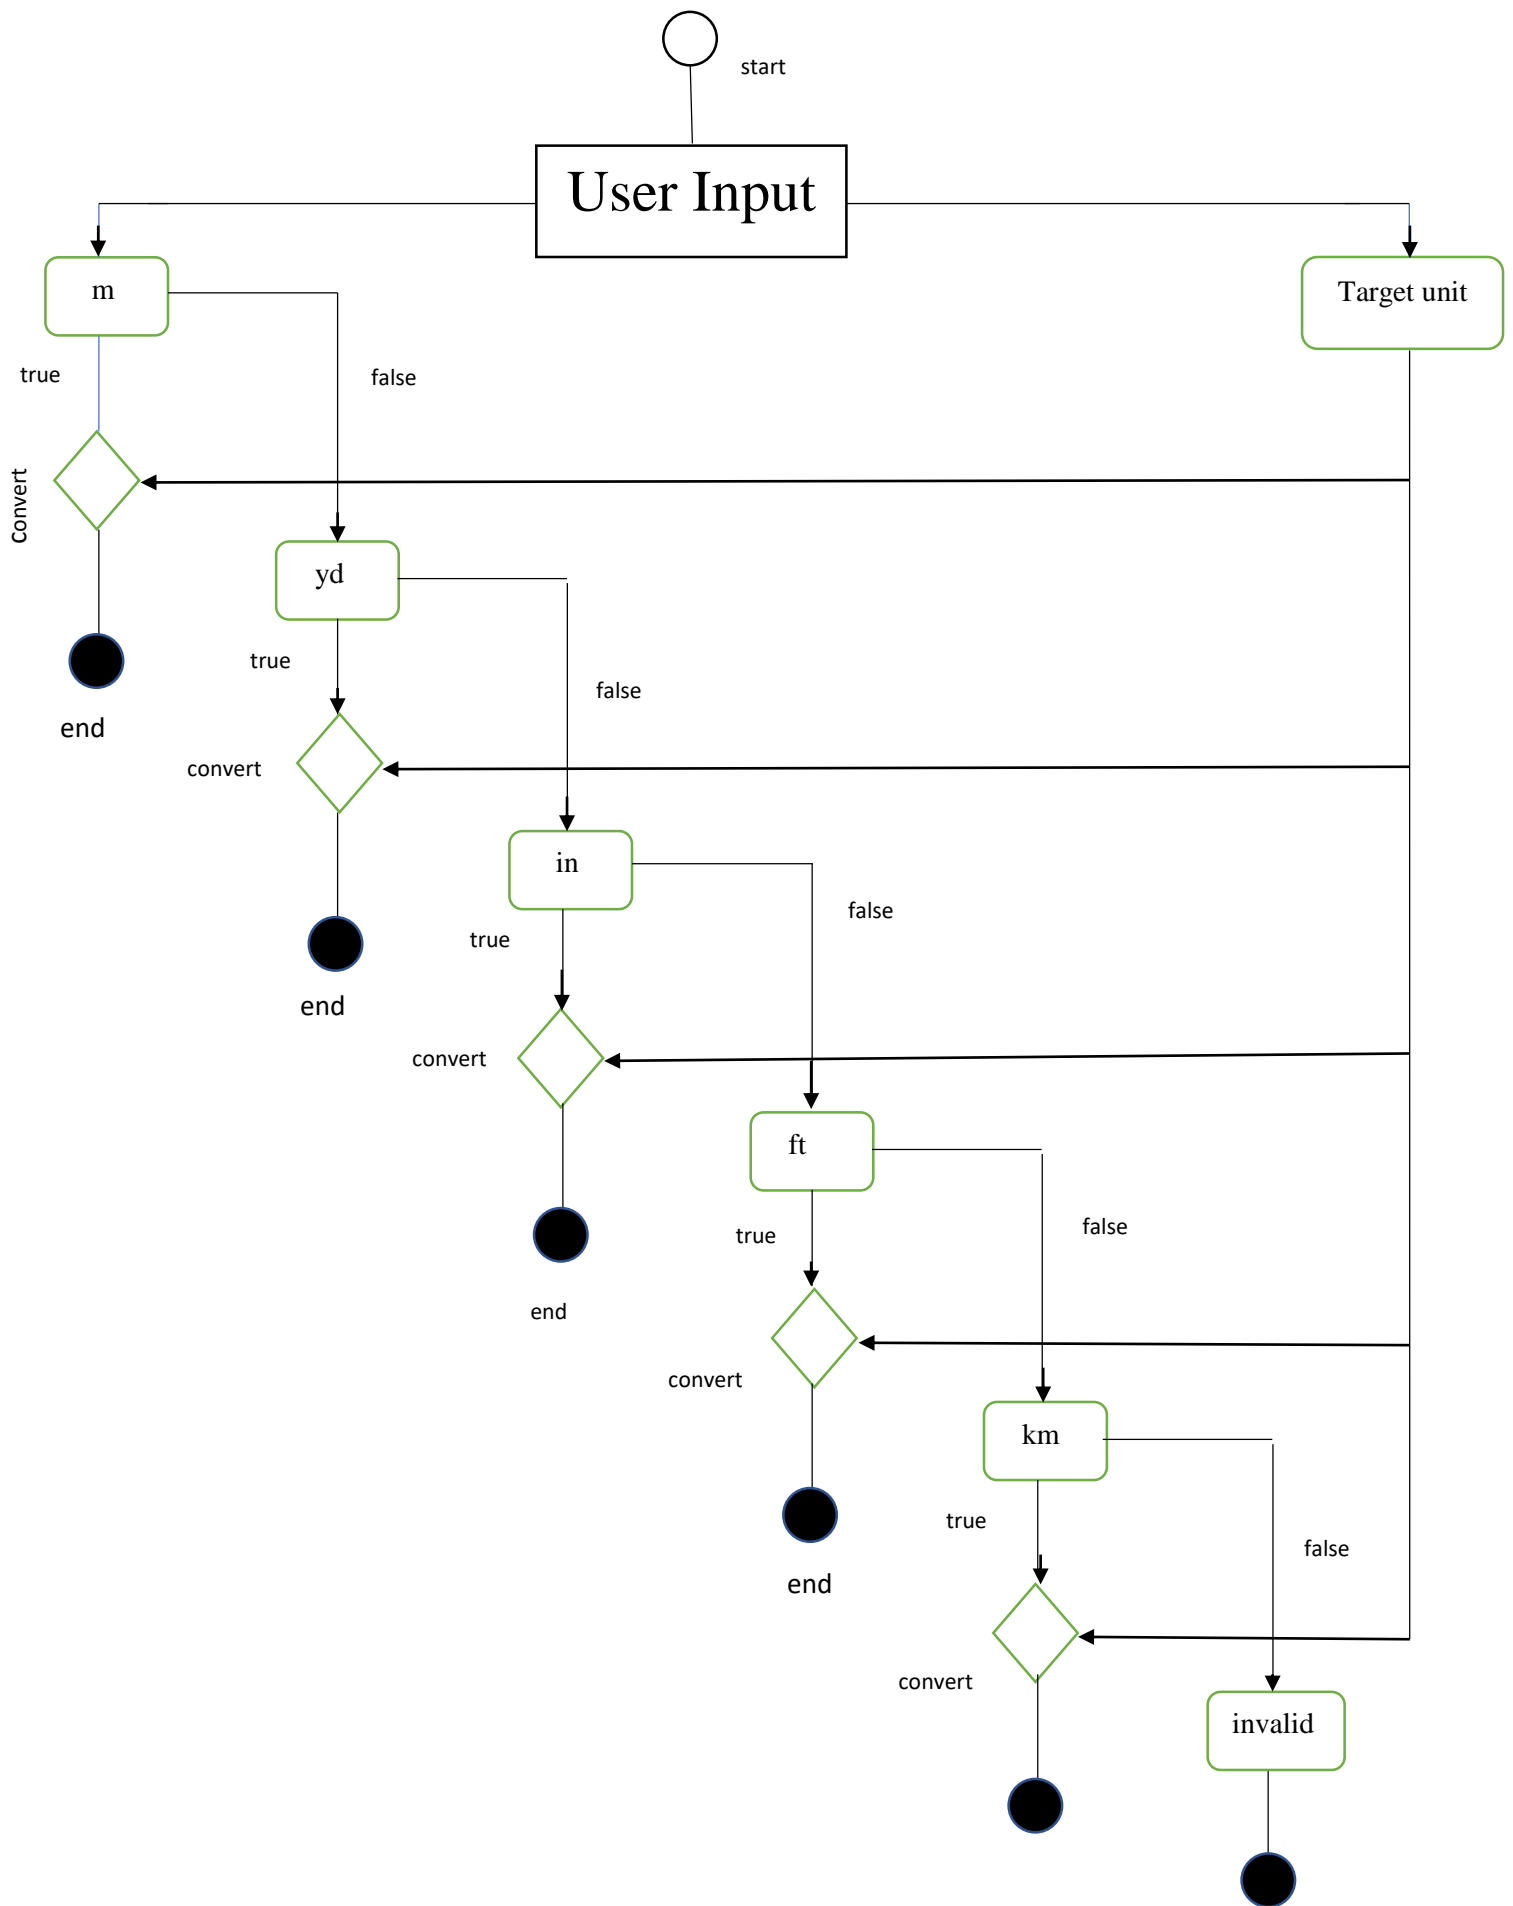 start
User Input
m
Target unit
true
false
Convert
yd
true
false
end
convert
in
true
false
end
convert
ft
true
false
end
convert
km
true
false
end
convert
invalid